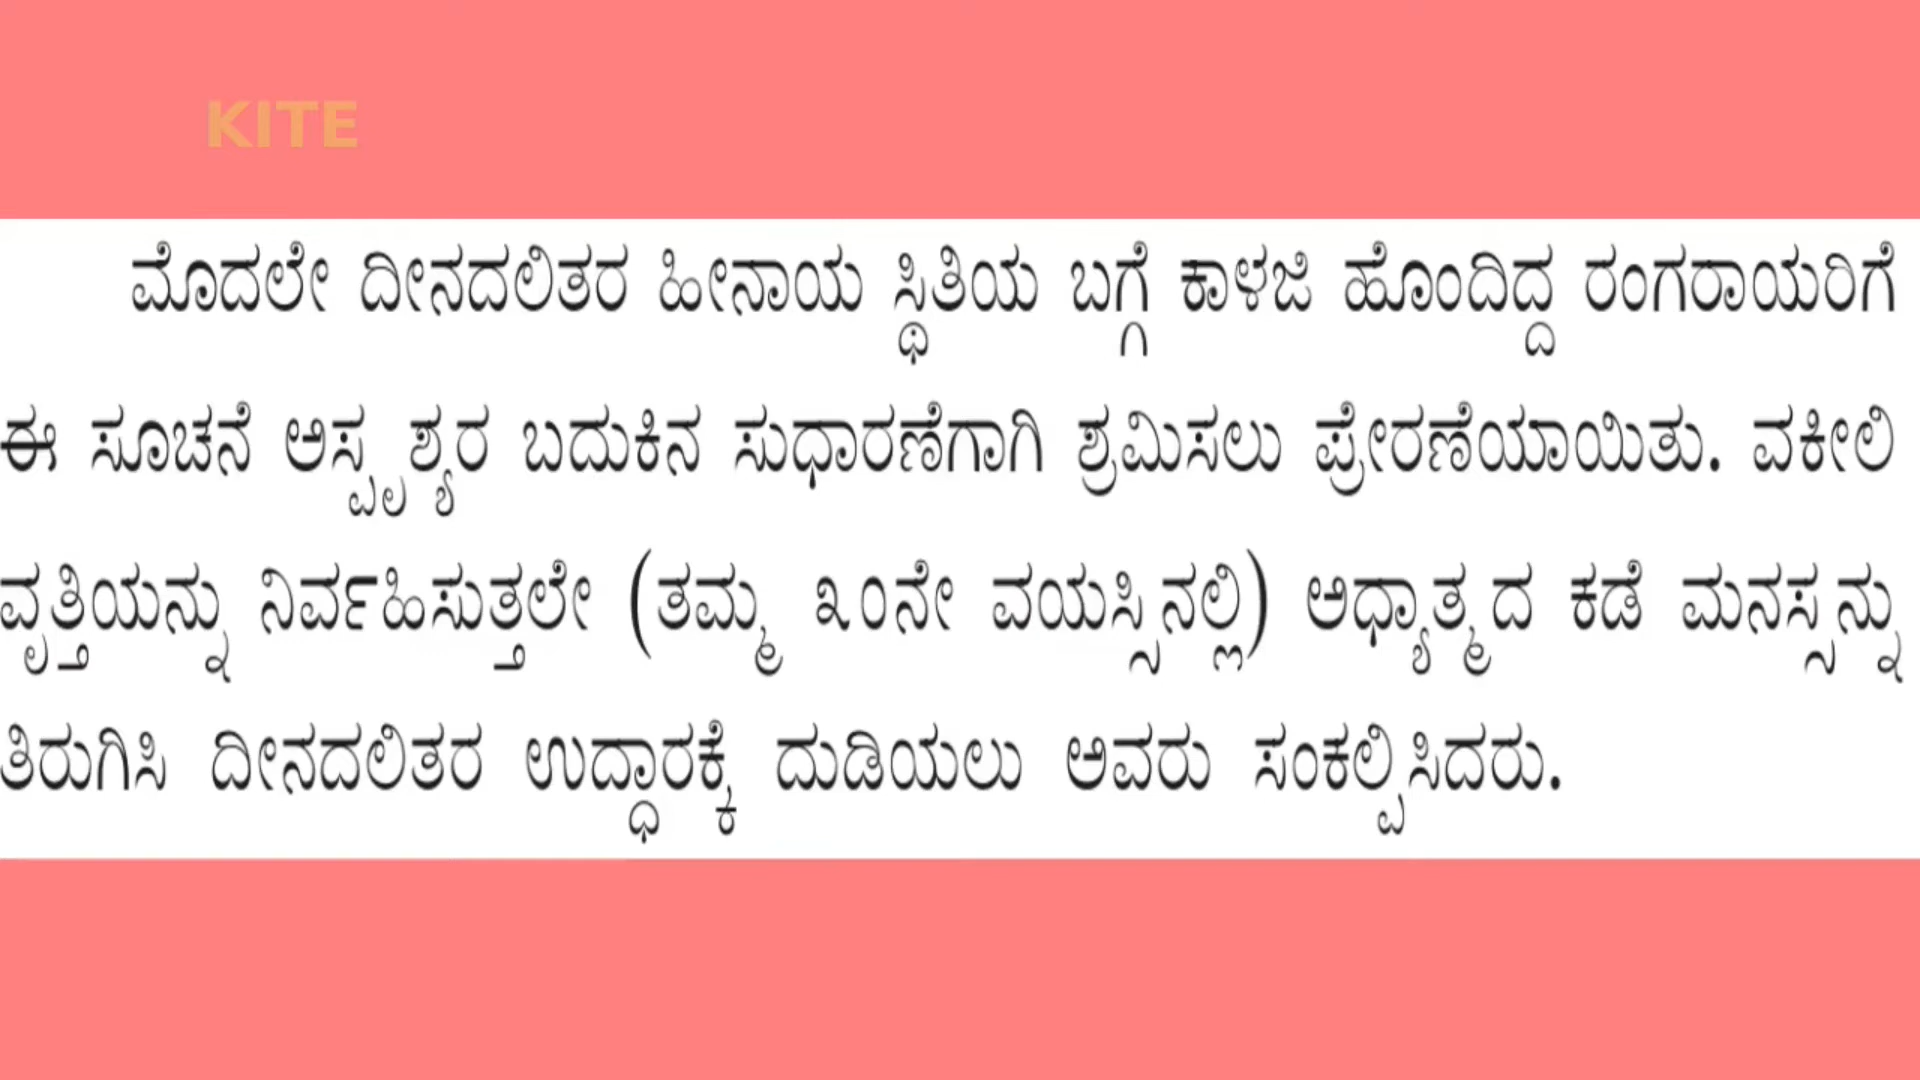 KITE
ಮೊದಲೇ ದೀನದಲಿತರ ಹೀನಾಯ ಸ್ಥಿತಿಯ ಬಗ್ಗೆ ಕಾಳಜಿ ಹೊಂದಿದ್ದ ರಂಗರಾಯರಿಗೆ
ಈ ಸೂಚನೆ ಅಸ್ಪೃಶ್ಯರ ಬದುಕಿನ ಸುಧಾರಣೆಗಾಗಿ ಶ್ರಮಿಸಲು ಪ್ರೇರಣೆಯಾಯಿತು. ವಕೀಲಿ
ವೃತ್ತಿಯನ್ನು ನಿರ್ವಹಿಸುತ್ತಲೇ (ತಮ್ಮ ೩೦ನೇ ವಯಸ್ಸಿನಲ್ಲಿ) ಅಧ್ಯಾತ್ಮದ ಕಡೆ ಮನಸ್ಸನ್ನು
ತಿರುಗಿಸಿ ದೀನದಲಿತರ ಉದ್ಧಾರಕ್ಕೆ ದುಡಿಯಲು ಅವರು ಸಂಕಲ್ಪಿಸಿದರು.